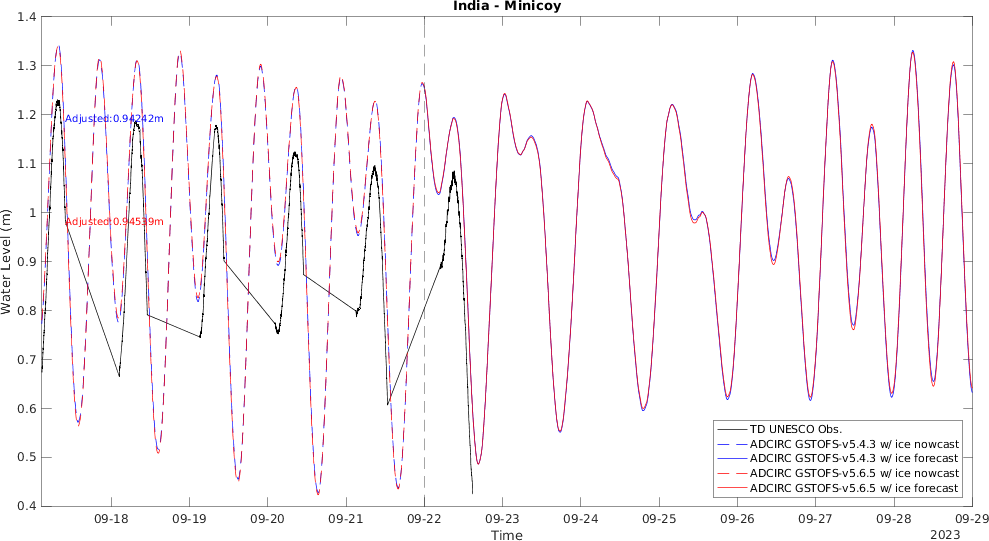 India - Minicoy
1.4
1.3
1.2
1.1
1
0.9
0.8
0.7
0.6
0.5
0.4
Water Level (m)
Adjusted:0.94242m
Adjusted:0.94539m
TD UNESCO Obs.
ADCIRC GSTOFS-v5.4.3 w/ ice nowcast
ADCIRC GSTOFS-v5.4.3 w/ ice forecast
ADCIRC GSTOFS-v5.6.5 w/ ice nowcast
ADCIRC GSTOFS-v5.6.5 w/ ice forecast
09-18 09-19 09-20 09-21 09-22 09-23 09-24 09-25 09-26 09-27 09-28 09-29
Time 2023